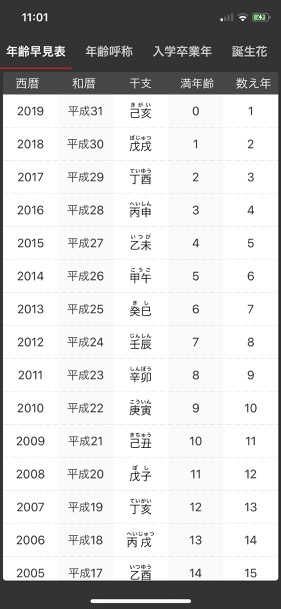 11:01
年齢早見表 年齢呼称 入学卒業年 誕生花
西暦 和暦 干支 満年齢 数え年
きがい
2019 平成31 己亥 0 1
ぼじゅつ
2018 平成30 戊戌 1 2
ていゆう
2017 平成29 丁酉 2 3
へいしん
2016 平成28 丙申 3 4
いつび
2015 平成27 乙未 4 5
こうご
2014 平成26 甲午 5 6
きし
2013 平成25 癸巳 6 7
じんしん
2012 平成24 壬辰 7 8
しんぼう
2011 平成23 辛卯 8 9
こういん
2010 平成22 庚寅 9 10
きちゅう
2009 平成21 己丑 10 11
ぼし
2008 平成20 戊子 11 12
ていがい
2007 平成19 丁亥 12 13
へいじゅつ
2006 平成18 丙戌 13 14
いつゆう
2005 平成17 乙酉 14 15